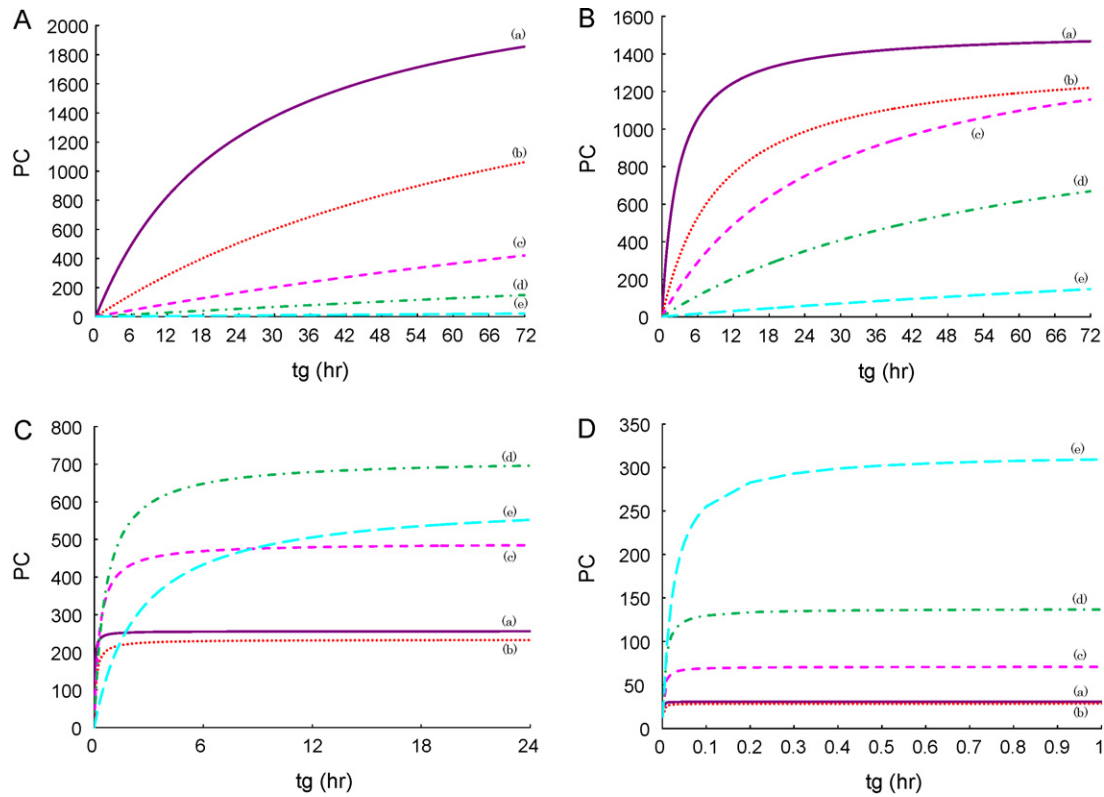 A
2000
1800
1600
1400
1200
1000
800
600
400
200
0
PC
0 6 12 18 24 30 36 42 48 54 60 66 72
tg (hr)
(a)
(b)
(c)
(d)
(e)
B
1600
1400
1200
1000
800
600
400
200
0
PC
0 6 12 18 24 30 36 42 48 54 60 66 72
tg (hr)
(a)
(b)
(c)
(d)
(e)
C
800
700
600
500
400
300
200
100
0
PC
0 6 12 18 24
tg (hr)
(d)
(e)
(c)
(a)
(b)
D
350
300
250
200
150
100
50
0
PC
0 0.1 0.2 0.3 0.4 0.5 0.6 0.7 0.8 0.9 1
tg (hr)
(e)
(d)
(c)
(a)
(b)